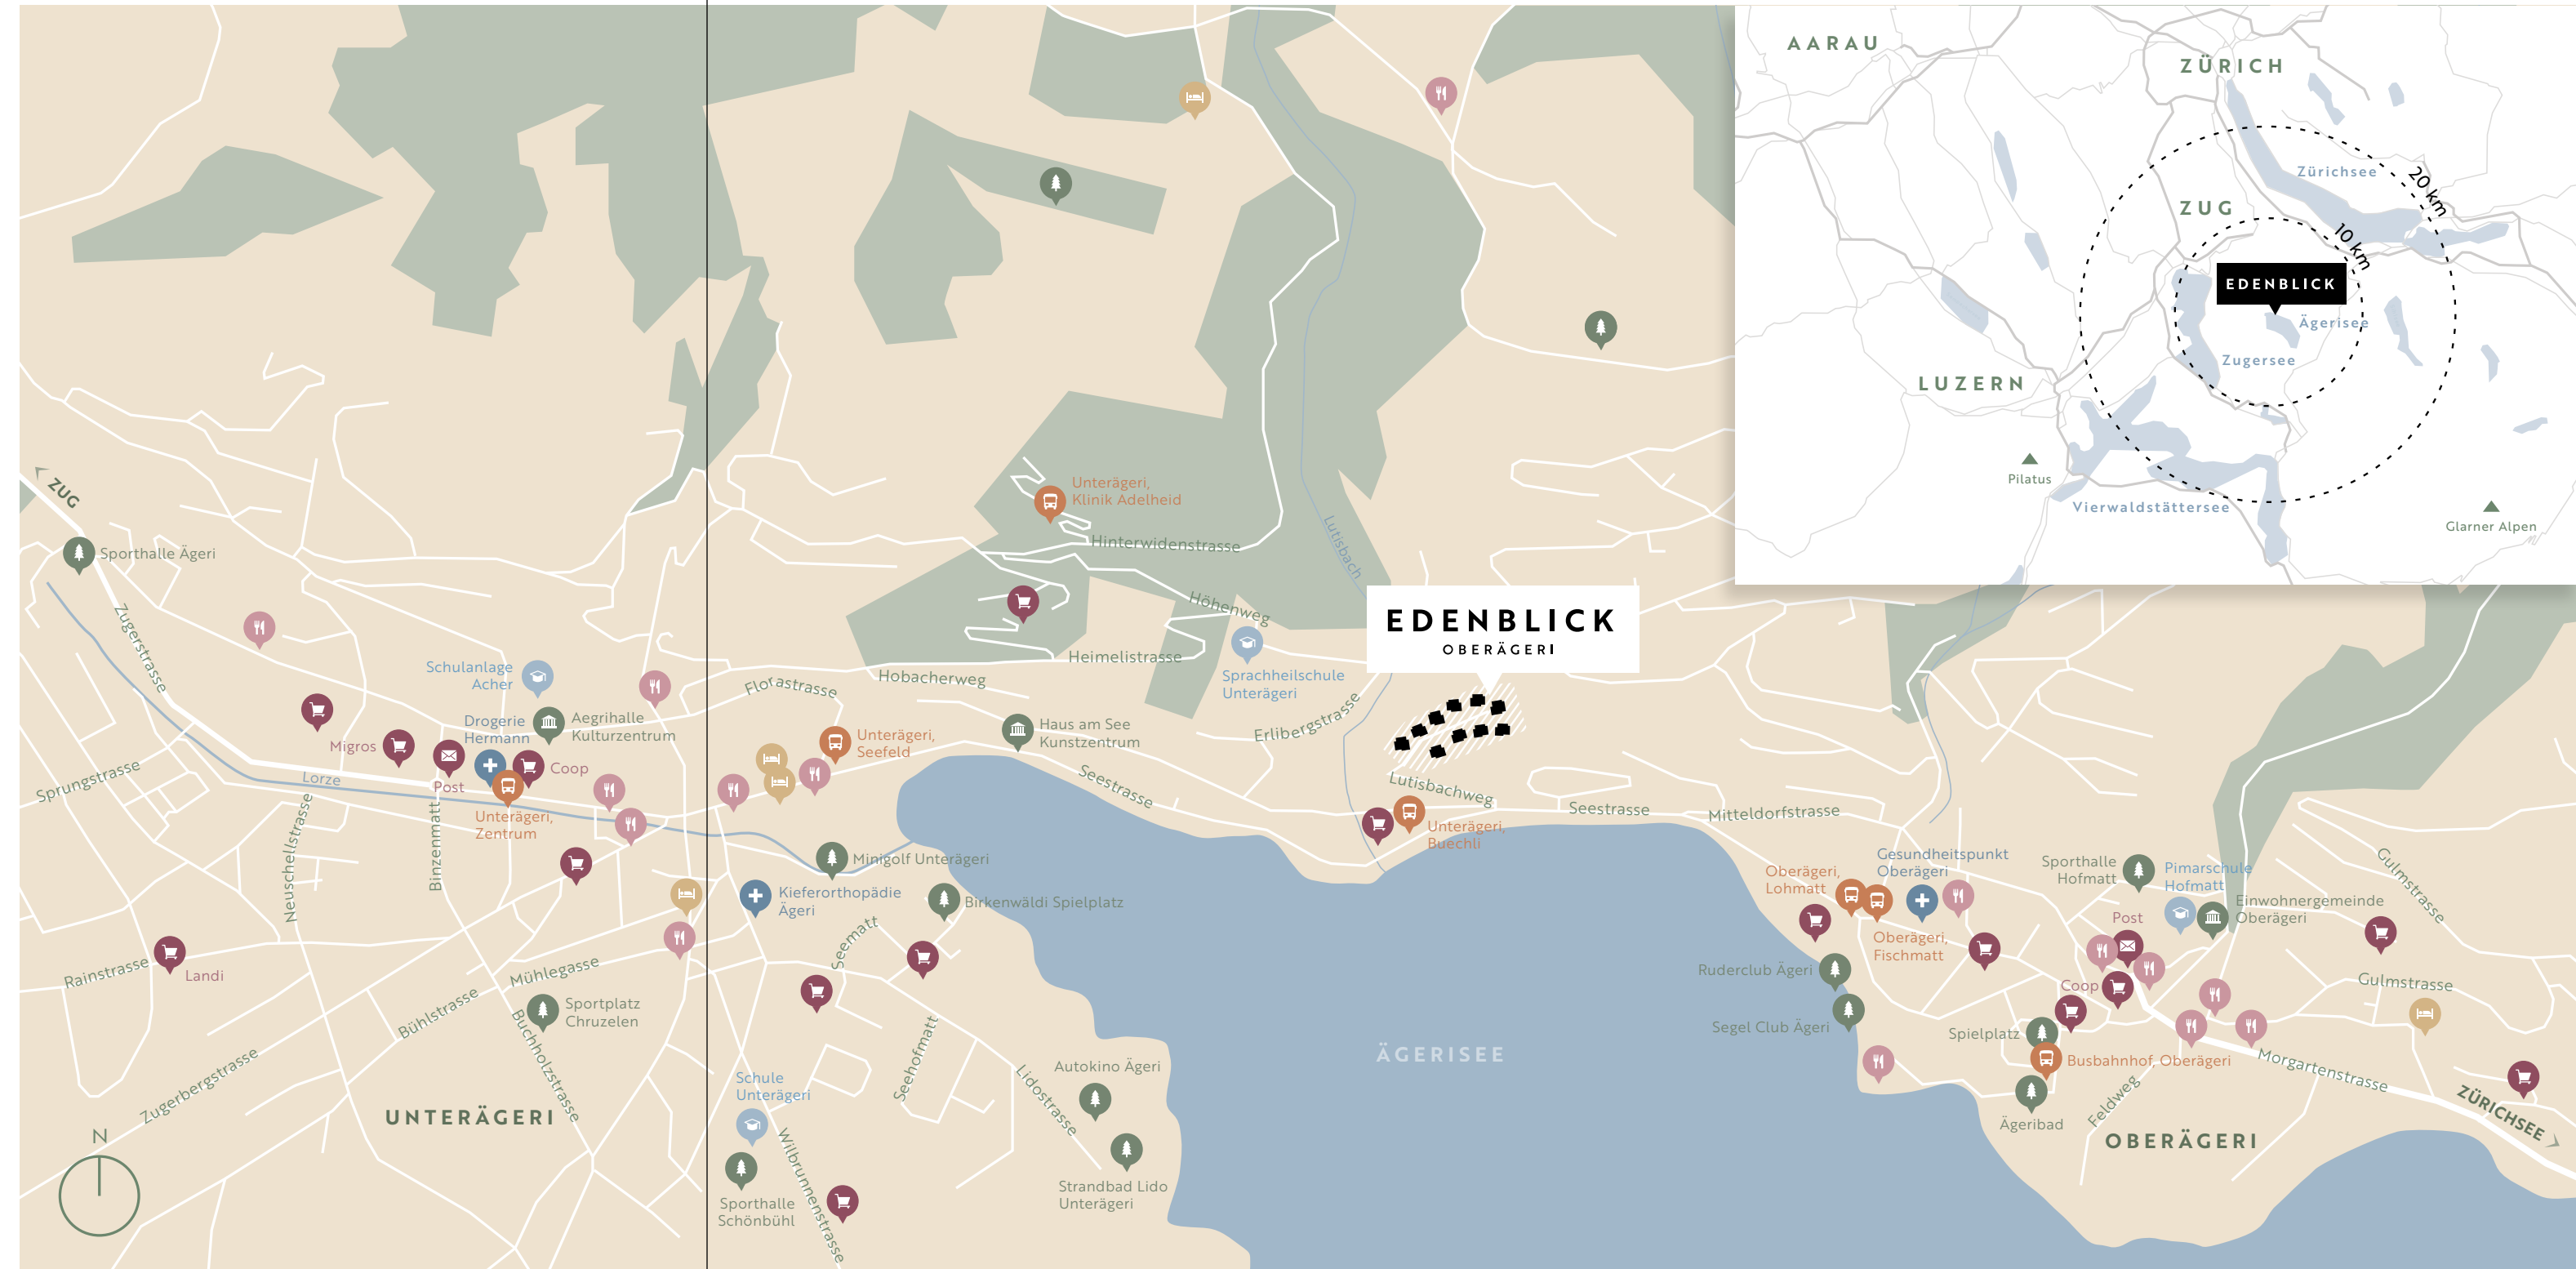 AARAU
ZÜRICH
Zürichsee
20 km
ZUG
10 km
EDENBLICK
Ägerisee
Zugersee
LUZERN
Pilatus
Vierwaldstättersee
Glarner Alpen
ZUG
Sporthalle Ägeri
Zugerstrasse
Unterägeri,
Klinik Adelheid
Hinterwidenstrasse
Lutisbach
Höhenweg
Heimelistrasse
Hobacherweg
Florastrasse
Sprachheilschule
Unterägeri
Erlibergstrasse
EDENBLICK
OBERÄGERI
Schulanlage
Acher
Drogerie
Hermann
Aegrihalle
Kulturzentrum
Migros
Post
Coop
Unterägeri,
Zentrum
Lorze
Sprungstrasse
Neuschellstrasse
Binzenmatt
Unterägeri,
Seefeld
Haus am See
Kunstzentrum
Seestrasse
Lutisbachweg
Unterägeri,
Buechli
Seestrasse
Mitteldorfstrasse
Minigolf Unterägeri
Kieferorthopädie
Ägeri
Birkenwäldi Spielplatz
Seematt
Rainstrasse
Landi
Mühlegasse
Bühlstrasse
Sportplatz
Chruzelen
Buchholzstrasse
Zugerbergstrasse
UNTERÄGERI
N
Schule
Unterägeri
Sporthalle
Schönbühl
Wilbrunnenstrasse
Seehofmatt
Lidostrasse
Autokino Ägeri
Strandbad Lido
Unterägeri
ÄGERISEE
Oberägeri,
Lohmatt
Gesundheitspunkt
Oberägeri
Oberägeri,
Fischmatt
Ruderclub Ägeri
Segel Club Ägeri
Sporthalle
Hofmatt
Pimarschule
Hofmatt
Einwohnergemeinde
Oberägeri
Post
Coop
Spielplatz
Busbahnhof, Oberägeri
Ägeribad
Feldweg
OBERÄGERI
Gulmstrasse
Gulmstrasse
Morgartenstrasse
ZÜRICHSEE